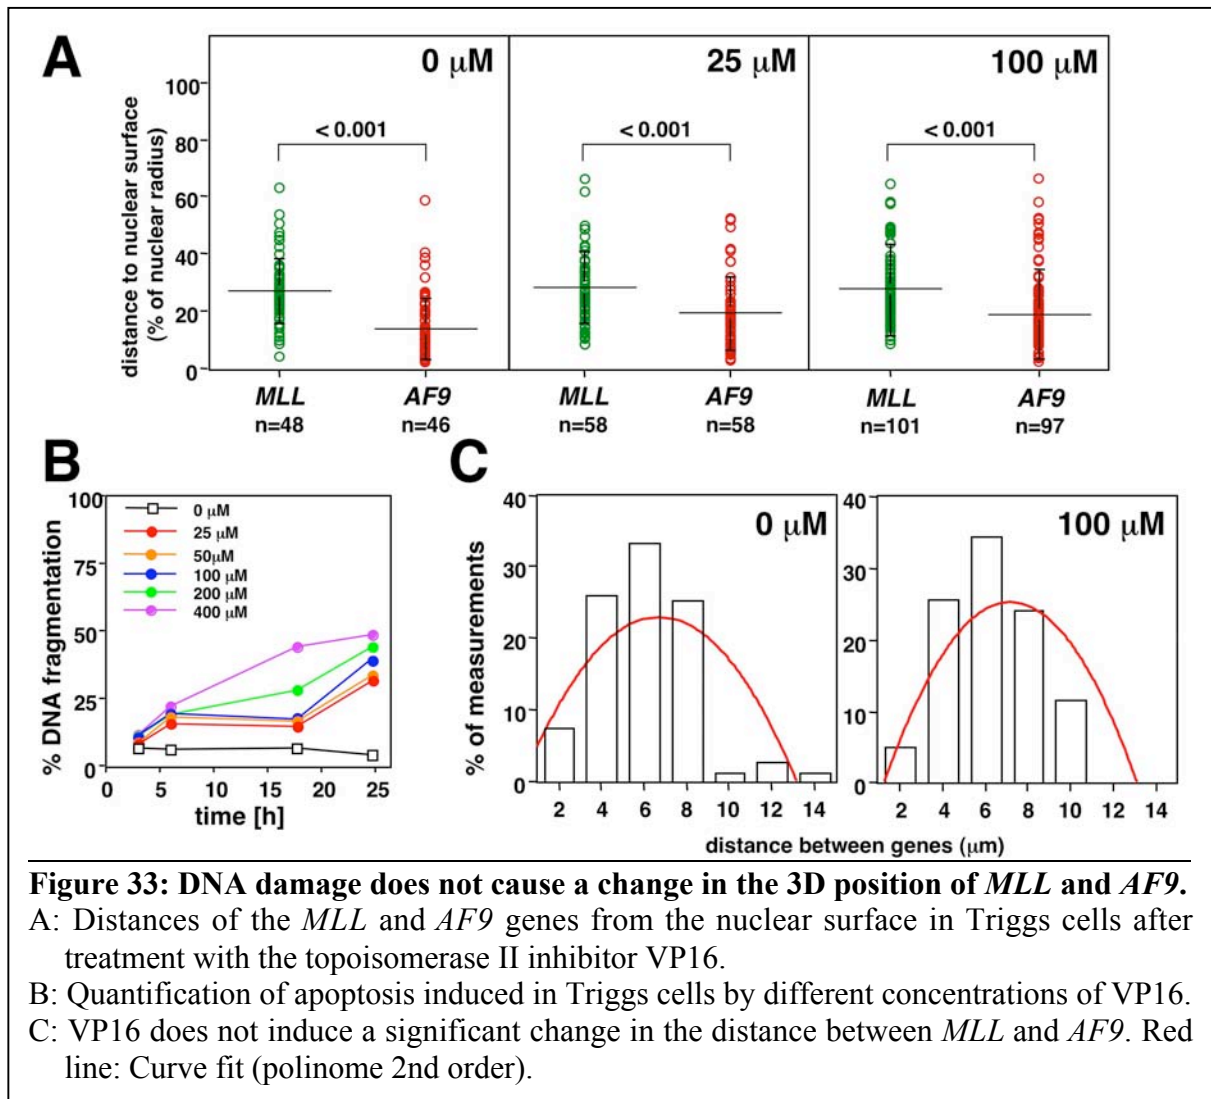 A
0 μM
25 μM
100 μM
distance to nuclear surface
(% of nuclear radius)
100
80
60
40
20
0
< 0.001
< 0.001
< 0.001
MLL
AF9
MLL
AF9
MLL
AF9
n=48
n=46
n=58
n=58
n=101
n=97
B
% DNA fragmentation
100
75
50
25
0
0 μM
25 μM
50μM
100 μM
200 μM
400 μM
0
5
10
15
20
25
time [h]
C
% of measurements
40
30
20
10
0
0 μM
2
4
6
8
10
12
14
40
30
20
10
0
100 μM
2
4
6
8
10
12
14
distance between genes (μm)
Figure 33: DNA damage does not cause a change in the 3D position of MLL and AF9.
A: Distances of the MLL and AF9 genes from the nuclear surface in Triggs cells after
treatment with the topoisomerase II inhibitor VP16.
B: Quantification of apoptosis induced in Triggs cells by different concentrations of VP16.
C: VP16 does not induce a significant change in the distance between MLL and AF9. Red
line: Curve fit (polinome 2nd order).